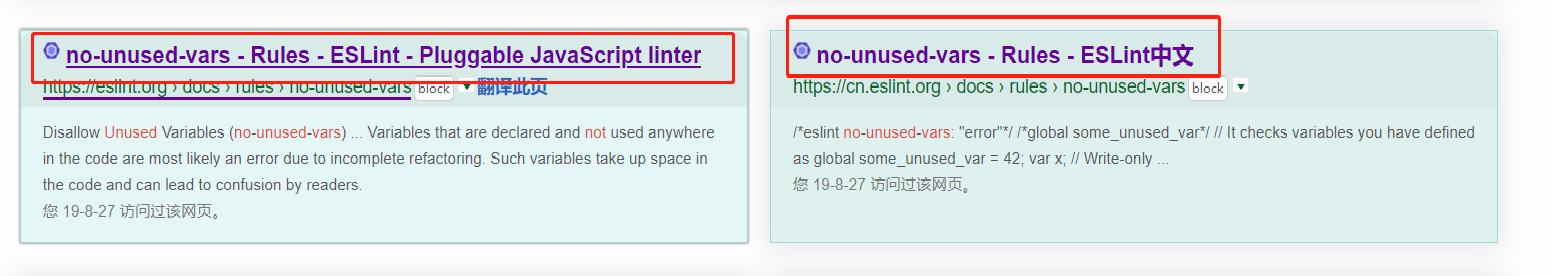 no-unused-vars - Rules - ESLint - Pluggable JavaScript linter
https://eslint.org › docs › rules › no-unused-vars block ▼ 翻译此页
Disallow Unused Variables (no-unused-vars) ... Variables that are declared and not used anywhere
in the code are most likely an error due to incomplete refactoring. Such variables take up space in
the code and can lead to confusion by readers.
您 19-8-27 访问过该网页。
no-unused-vars - Rules - ESLint中文
https://cn.eslint.org › docs › rules › no-unused-vars block ▼
/*eslint no-unused-vars: "error"*/ /*global some_unused_var*/ // It checks variables you have defined
as global some_unused_var = 42; var x; // Write-only ...
您 19-8-27 访问过该网页。